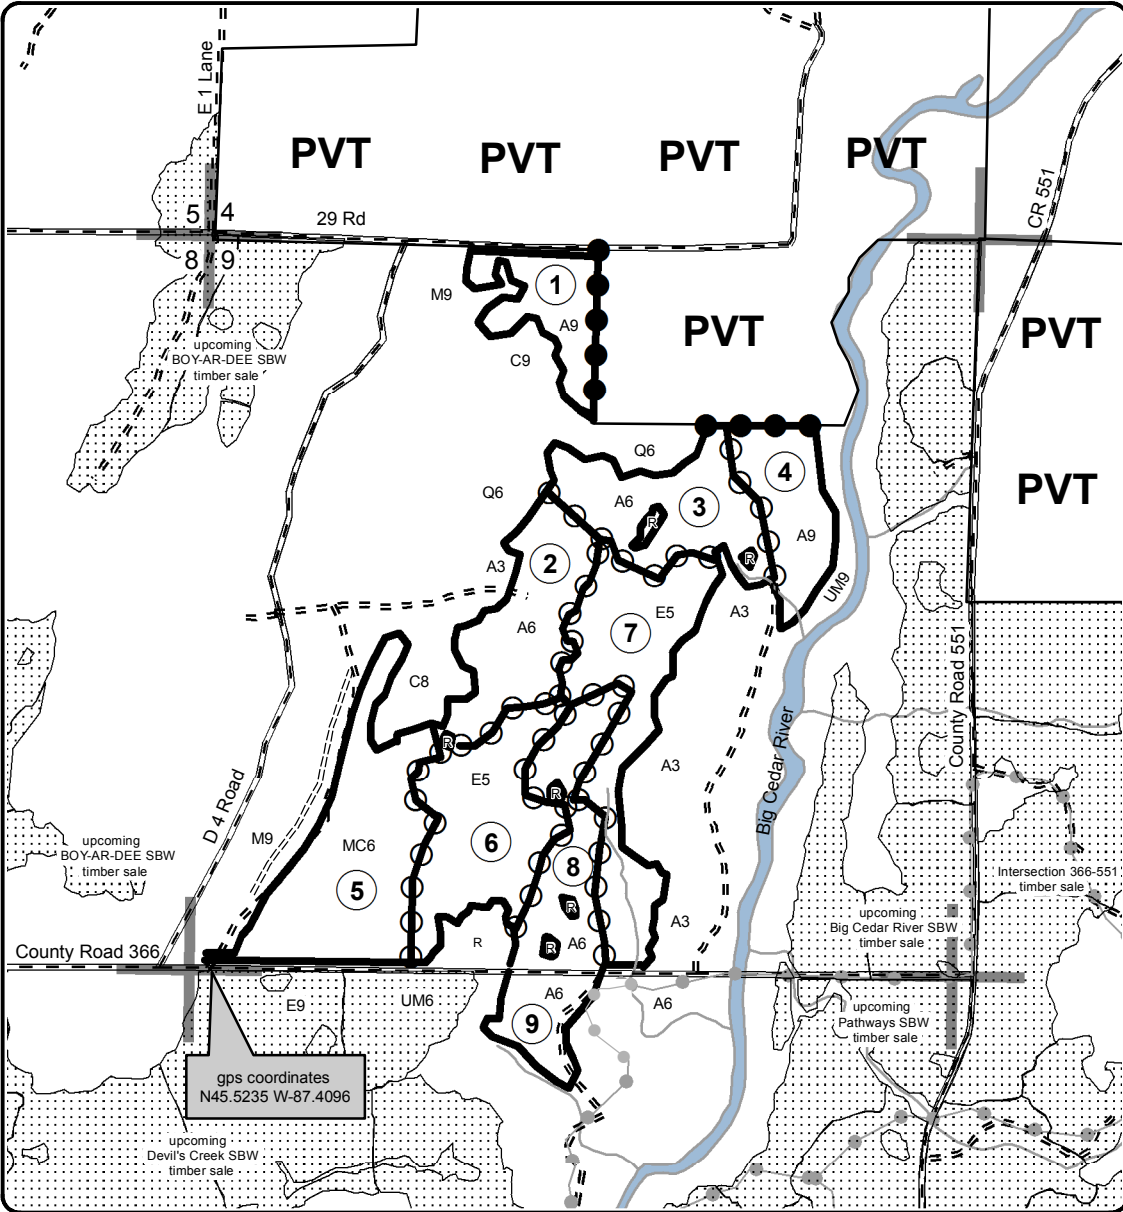 E 1 Lane
PVT
PVT
PVT
PVT
CR 551
5 4
29 Rd
8 9
M9
1
A9
PVT
PVT
upcoming
BOY-AR-DEE SBW
timber sale
C9
Q6
4
Q6
A6
3
PVT
R
A9
2
R
A3
UM9
E5
A3
A6
7
County Road 551
C8
R
Big Cedar River
A3
E5
R
D 4 Road
M9
MC6
6
upcoming
BOY-AR-DEE SBW
timber sale
8
Intersection 366-551
timber sale
5
R
upcoming
Big Cedar River SBW
timber sale
A3
R
R
A6
County Road 366
E9
UM6
A6
A6
9
upcoming
Pathways SBW
timber sale
gps coordinates
N45.5235 W-87.4096
upcoming
Devil's Creek SBW
timber sale